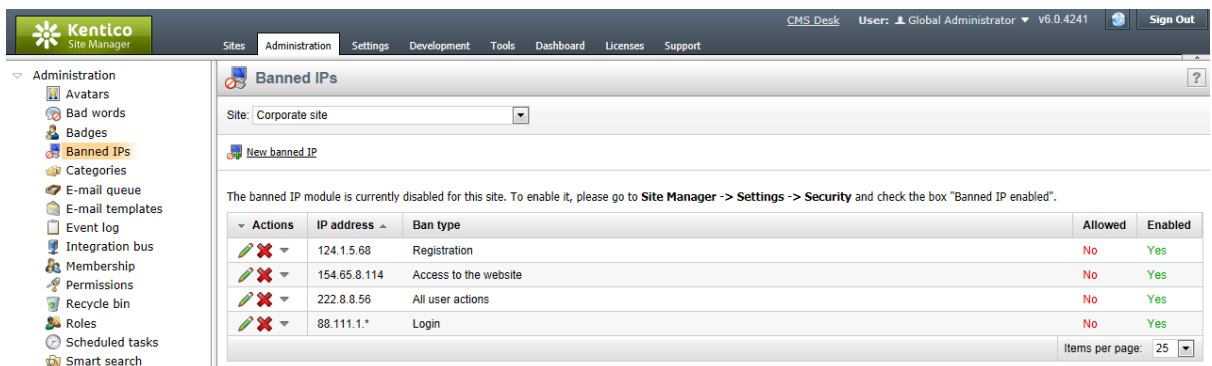 Kentico
Site Manager
CMS Desk User: Global Administrator v6.0.4241 Sign Out
Sites Administration Settings Development Tools Dashboard Licenses Support
Administration
Avatars
Bad words
Badges
Banned IPs
Categories
E-mail queue
E-mail templates
Event log
Integration bus
Membership
Permissions
Recycle bin
Roles
Scheduled tasks
Smart search
Banned IPs ?
Site: Corporate site
New banned IP
The banned IP module is currently disabled for this site. To enable it, please go to Site Manager -> Settings -> Security and check the box "Banned IP enabled".
Actions IP address Ban type Allowed Enabled
124.1.5.68 Registration No Yes
154.65.8.114 Access to the website No Yes
222.8.8.56 All user actions No Yes
88.111.1.* Login No Yes
Items per page: 25